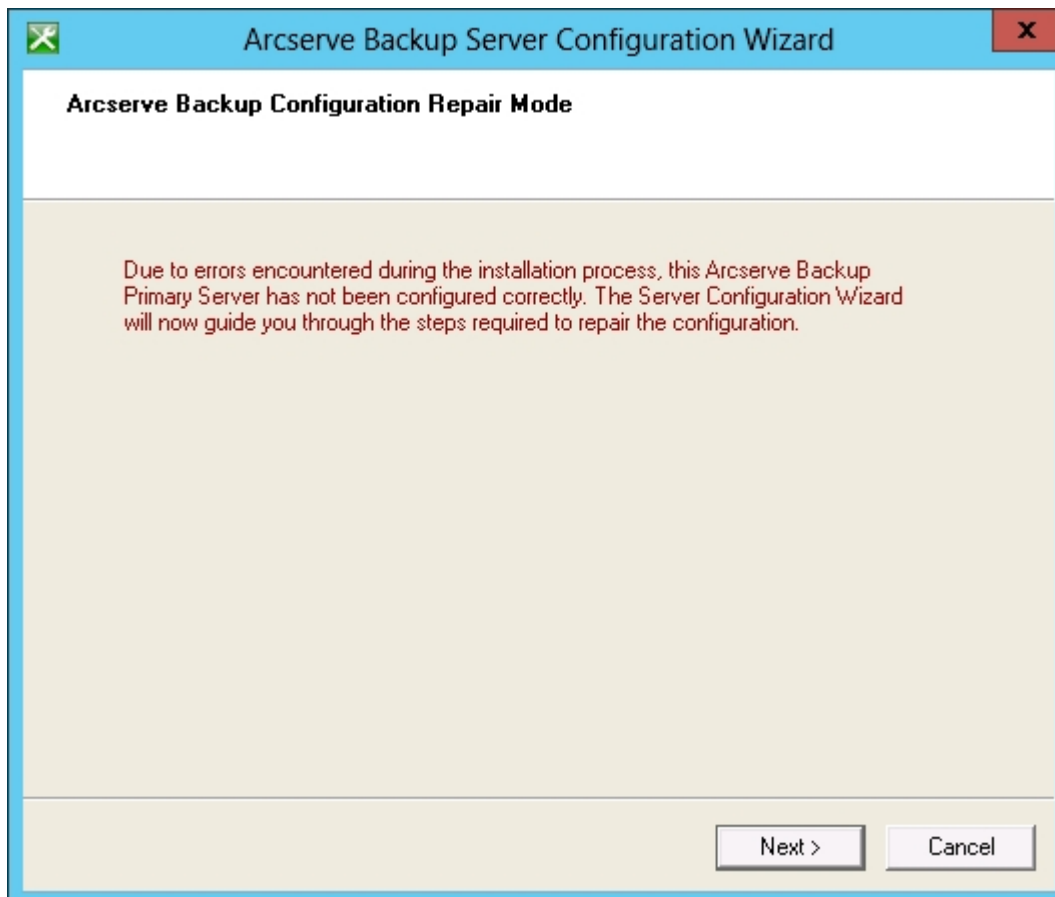 Arcserve Backup Server Configuration Wizard
x
Arcserve Backup Configuration Repair Mode
Due to errors encountered during the installation process, this Arcserve Backup
Primary Server has not been configured correctly. The Server Configuration Wizard
will now guide you through the steps required to repair the configuration.
Next >
Cancel